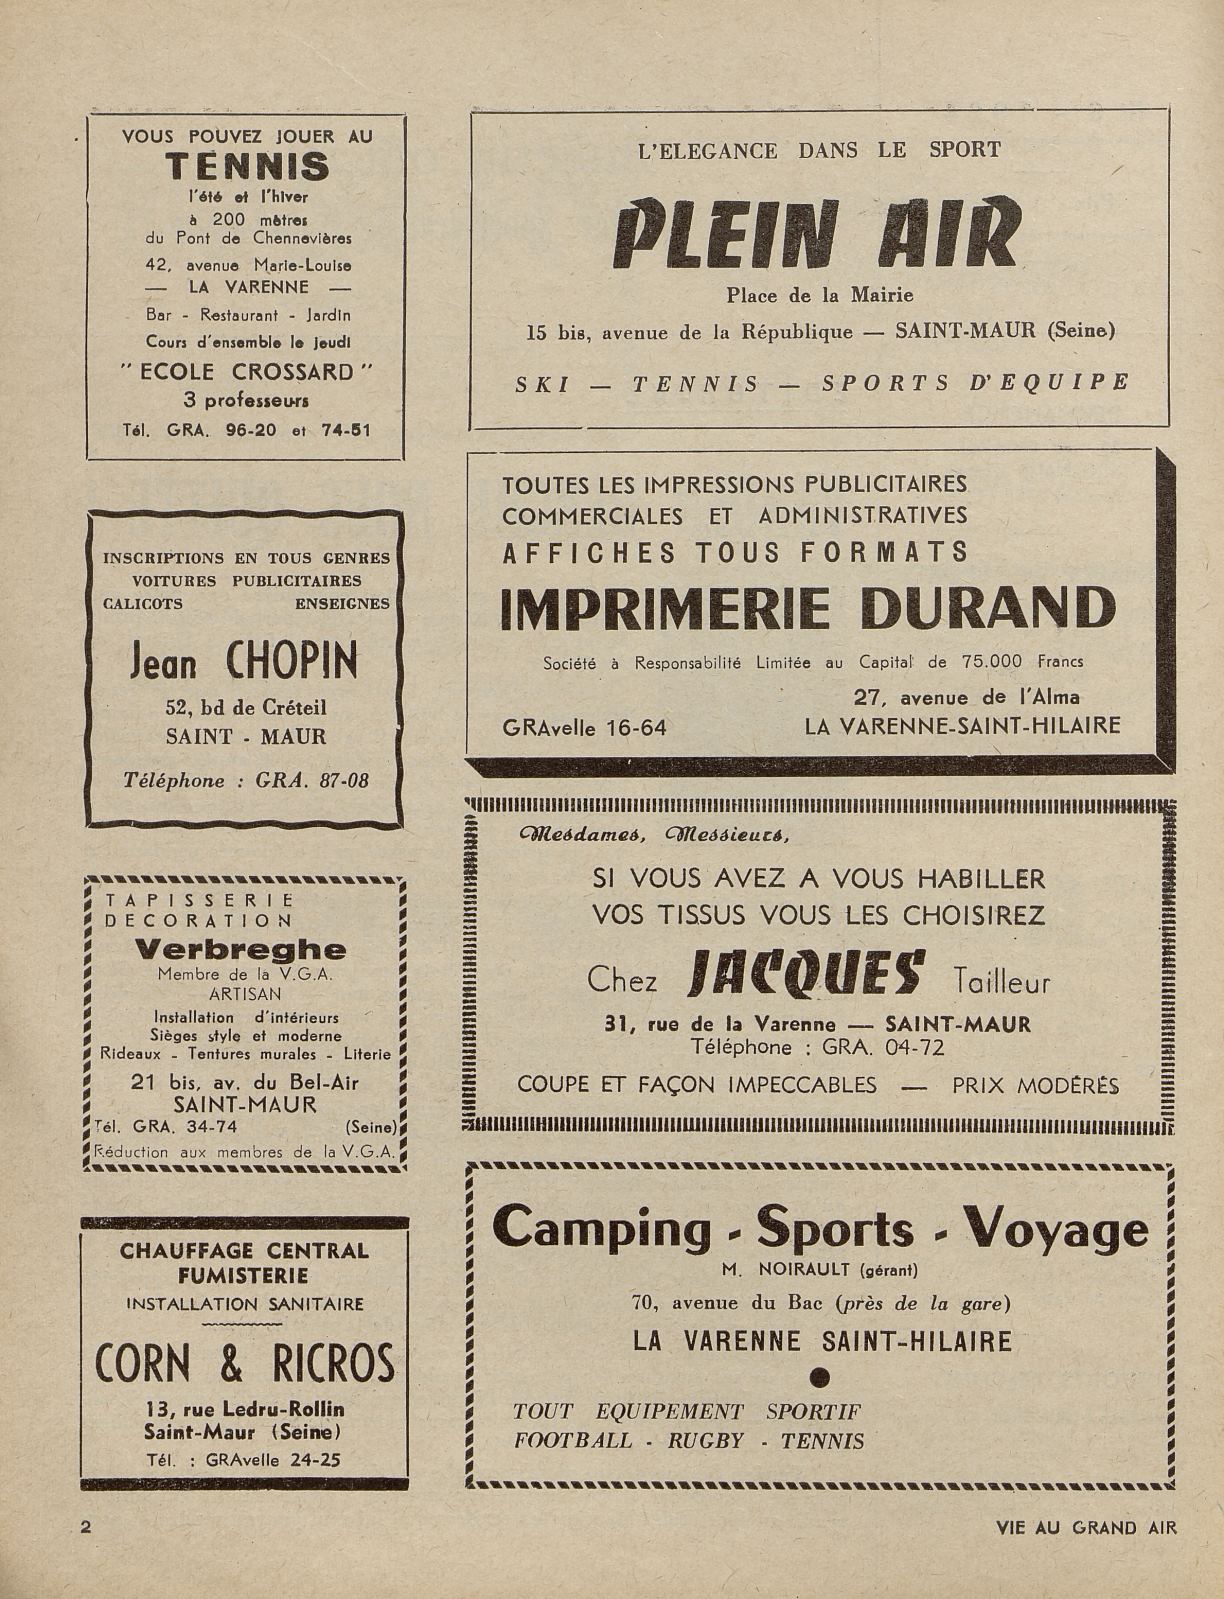 VOUS POUVEZ JOUER AU
TENNIS
l'été et l'hiver
à 200 mètres
du Pont de Chennevières
42, avenue Marie-Louise
— LA VARENNE —
Bar - Restaurant - Jardin
Cours d'ensemble le jeudi
" ECOLE CROSSARD "
3 professeurs
Tél. GRA. 96-20 et 74-51
INSCRIPTIONS EN TOUS GENRES
VOITURES PUBLICITAIRES
CALICOTS ENSEIGNES
Jean CHOPIN
52, bd de Créteil
SAINT - MAUR
Téléphone : GRA. 87-08
TAPISSERIE
DECORATION
Verbreghe
Membre de la V.G.A.
ARTISAN
Installation d'intérieurs
Sièges style et moderne
Rideaux - Tentures murales - Literie
21 bis, av. du Bel-Air
SAINT-MAUR
Tél. GRA. 34-74 (Seine)
Réduction aux membres de la V.G.A.
CHAUFFAGE CENTRAL
FUMISTERIE
INSTALLATION SANITAIRE
CORN & RICROS
13, rue Ledru-Rollin
Saint-Maur (Seine)
Tél. : GRAvelle 24-25
L'ELEGANCE DANS LE SPORT
PLEIN AIR
Place de la Mairie
15 bis, avenue de la République — SAINT-MAUR (Seine)
SKI — TENNIS — SPORTS D'EQUIPE
TOUTES LES IMPRESSIONS PUBLICITAIRES
COMMERCIALES ET ADMINISTRATIVES
AFFICHES TOUS FORMATS
IMPRIMERIE DURAND
Société à Responsabilité Limitée au Capital de 75.000 Francs
27, avenue de l'Alma
GRAvelle 16-64 LA VARENNE-SAINT-HILAIRE
Mesdames, Messieurs,
SI VOUS AVEZ A VOUS HABILLER
VOS TISSUS VOUS LES CHOISIREZ
Chez JACQUES Tailleur
31, rue de la Varenne — SAINT-MAUR
Téléphone : GRA. 04-72
COUPE ET FAÇON IMPECCABLES — PRIX MODÉRÉS
Camping - Sports - Voyage
M. NOIRAULT (gérant)
70, avenue du Bac (près de la gare)
LA VARENNE SAINT-HILAIRE
TOUT EQUIPEMENT SPORTIF
FOOTBALL - RUGBY - TENNIS
2 VIE AU GRAND AIR